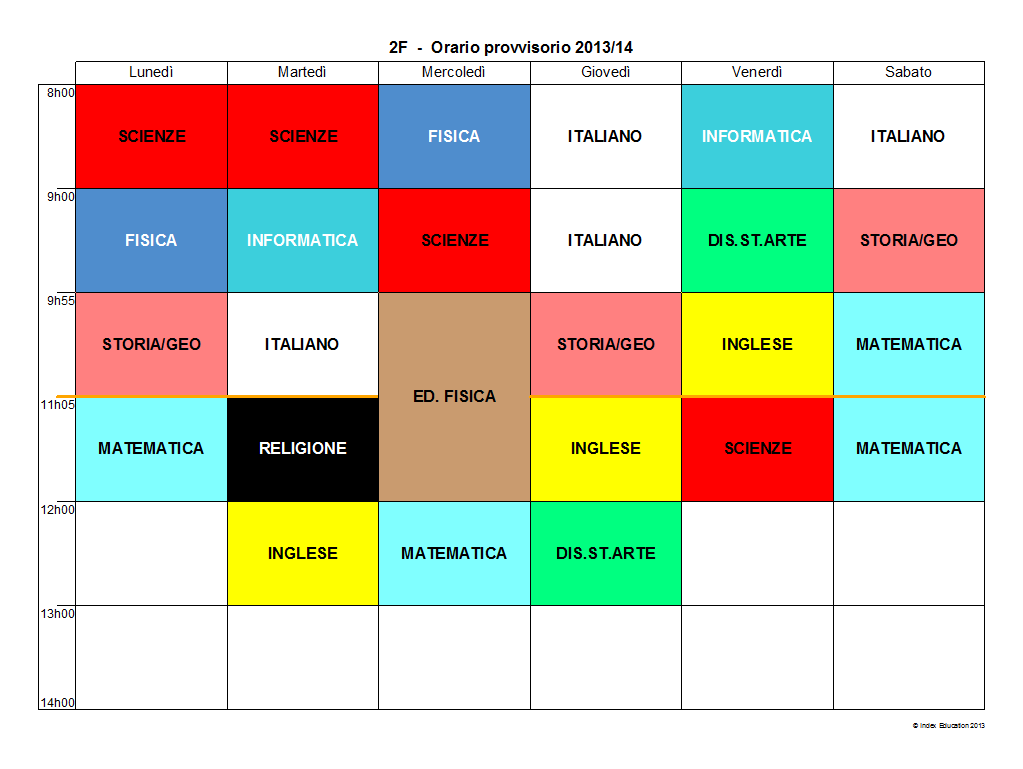 2F - Orario provvisorio 2013/14
Lunedì Martedì Mercoledì Giovedì Venerdì Sabato
8h00
SCIENZE SCIENZE FISICA ITALIANO INFORMATICA ITALIANO
9h00
FISICA INFORMATICA SCIENZE ITALIANO DIS.ST.ARTE STORIA/GEO
9h55
STORIA/GEO ITALIANO STORIA/GEO INGLESE MATEMATICA
ED. FISICA
11h05
MATEMATICA RELIGIONE INGLESE SCIENZE MATEMATICA
12h00
INGLESE MATEMATICA DIS.ST.ARTE
13h00
14h00
© Index Education 2013